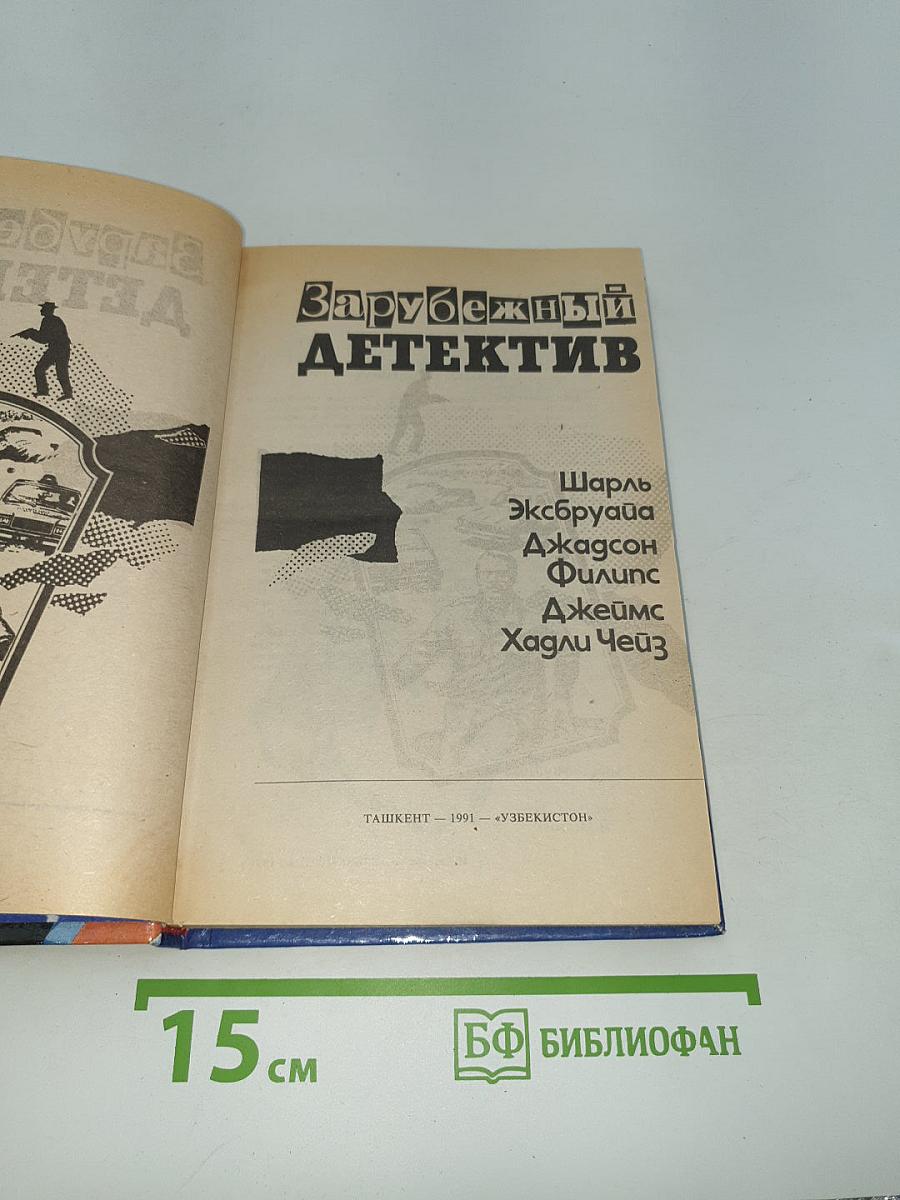 Зарубежный
ДЕТЕКТИВ
Шарль
Эксбруайа
Джадсон
Филипс
Джеймс
Хадли Чейз
ТАШКЕНТ — 1991 — «УЗБЕКИСТОН»
15 см
БФ БИБЛИОФАН